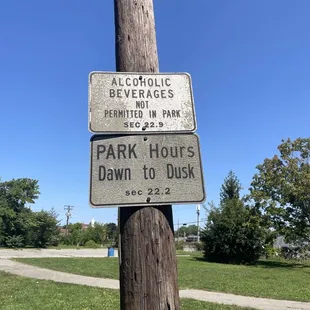 ALCOHOLIC
BEVERAGES
NOT
PERMITTED IN PARK
SEC 22.9
PARK Hours
Dawn to Dusk
sec 22.2